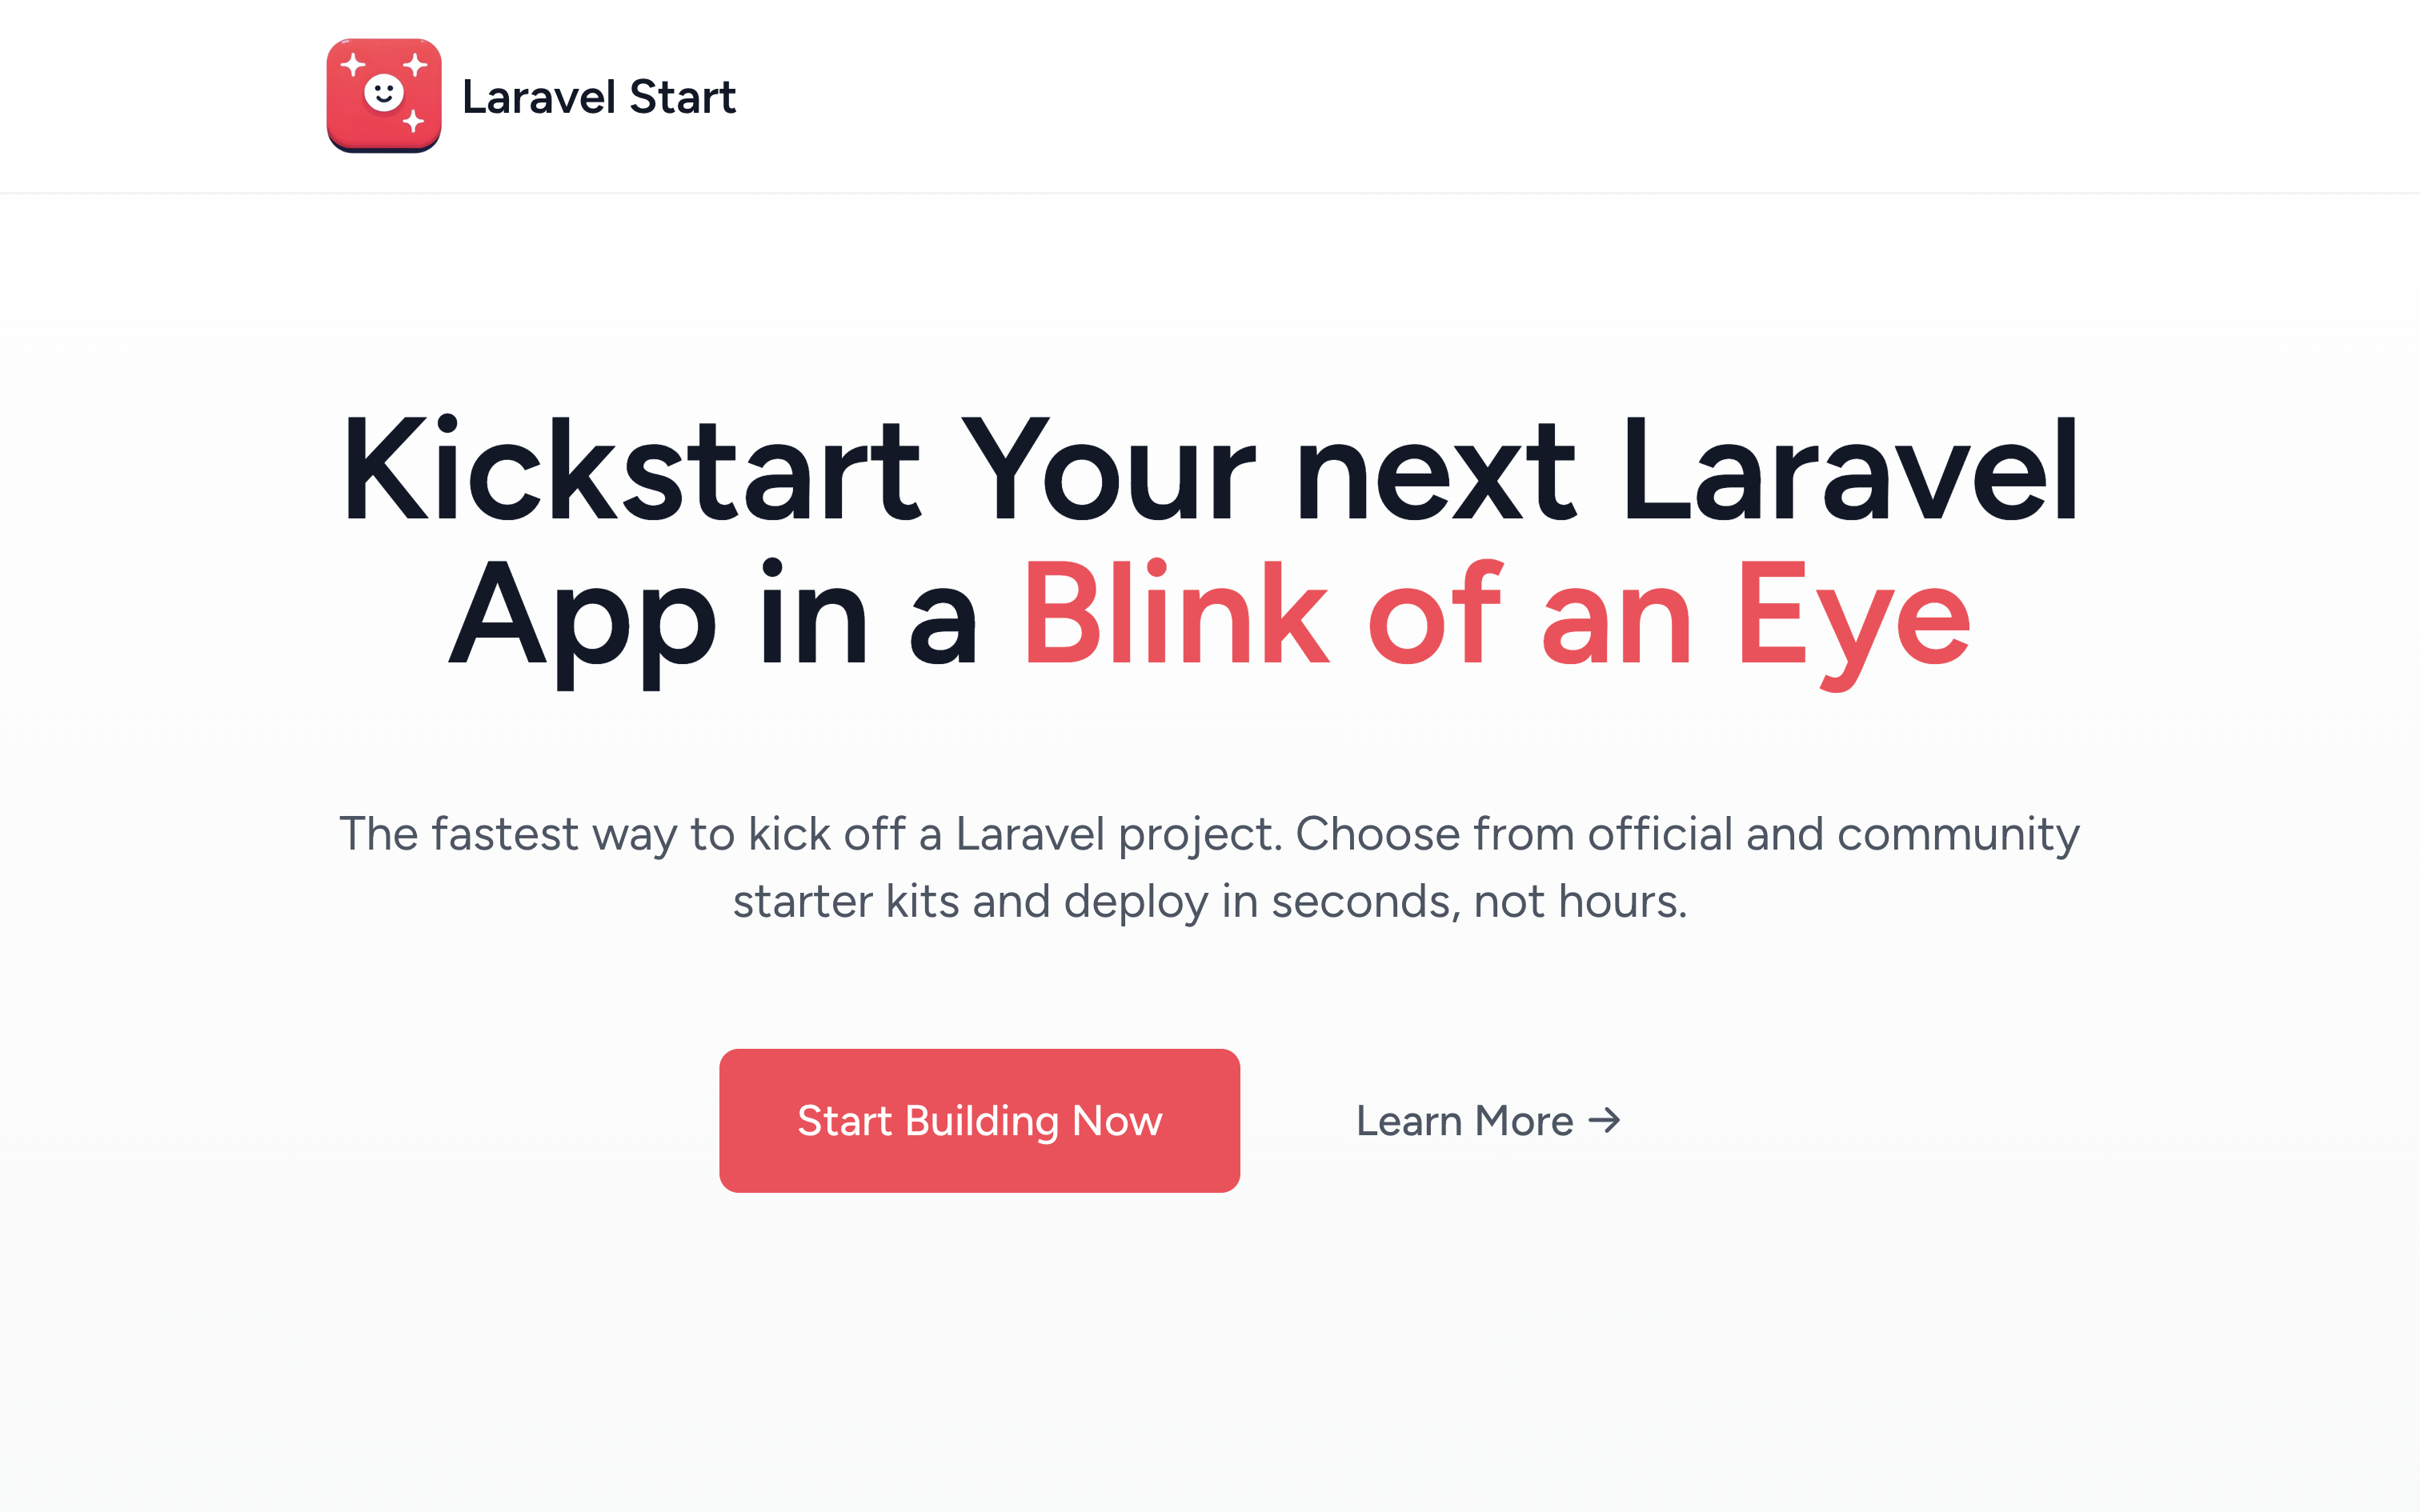 Laravel Start
Kickstart Your next Laravel
App in a Blink of an Eye
The fastest way to kick off a Laravel project. Choose from official and community
starter kits and deploy in seconds, not hours.
Start Building Now
Learn More →